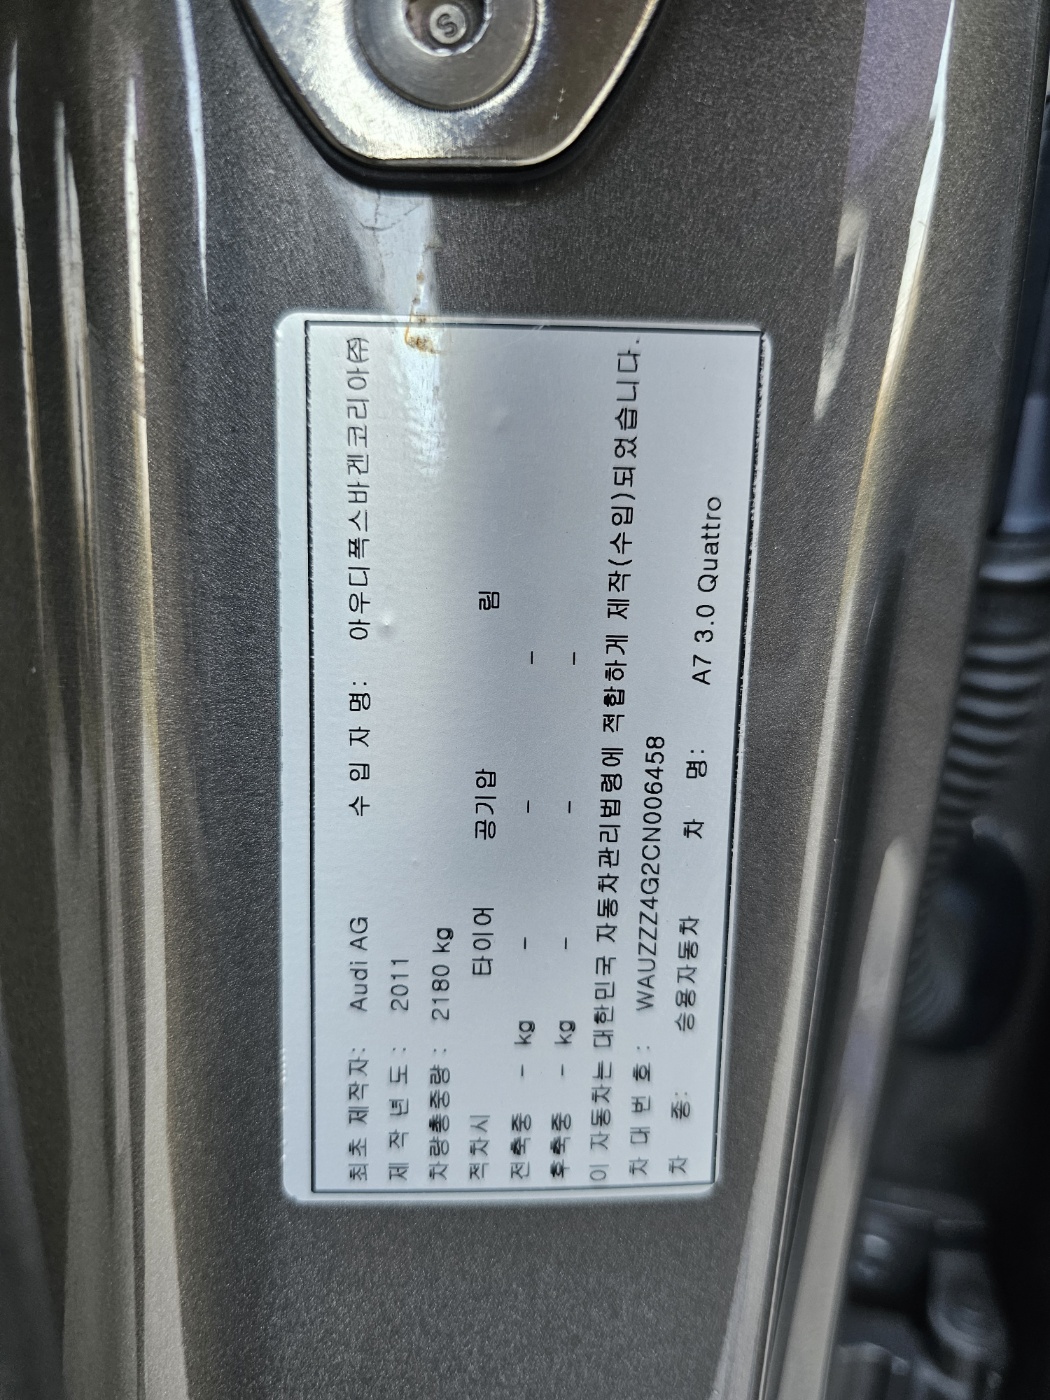 S
최초 제작자: Audi AG 수 입 자 명: 아우디폭스바겐코리아㈜
제 작 년 도 : 2011
차량총중량 : 2180 kg
적차시 타이어 공기압 림
전축중 - kg - - -
후축중 - kg - - -
이 자동차는 대한민국 자동차관리법령에 적합하게 제작(수입)되었습니다.
차 대 번 호 : WAUZZZ4G2CN006458
차 종: 승용자동차 차 명: A7 3.0 Quattro